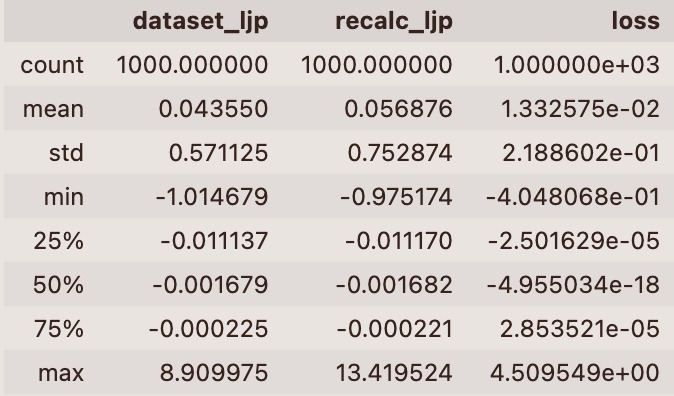 dataset_ljp recalc_ljp loss
count 1000.000000 1000.000000 1.000000e+03
mean 0.043550 0.056876 1.332575e-02
std 0.571125 0.752874 2.188602e-01
min -1.014679 -0.975174 -4.048068e-01
25% -0.011137 -0.011170 -2.501629e-05
50% -0.001679 -0.001682 -4.955034e-18
75% -0.000225 -0.000221 2.853521e-05
max 8.909975 13.419524 4.509549e+00